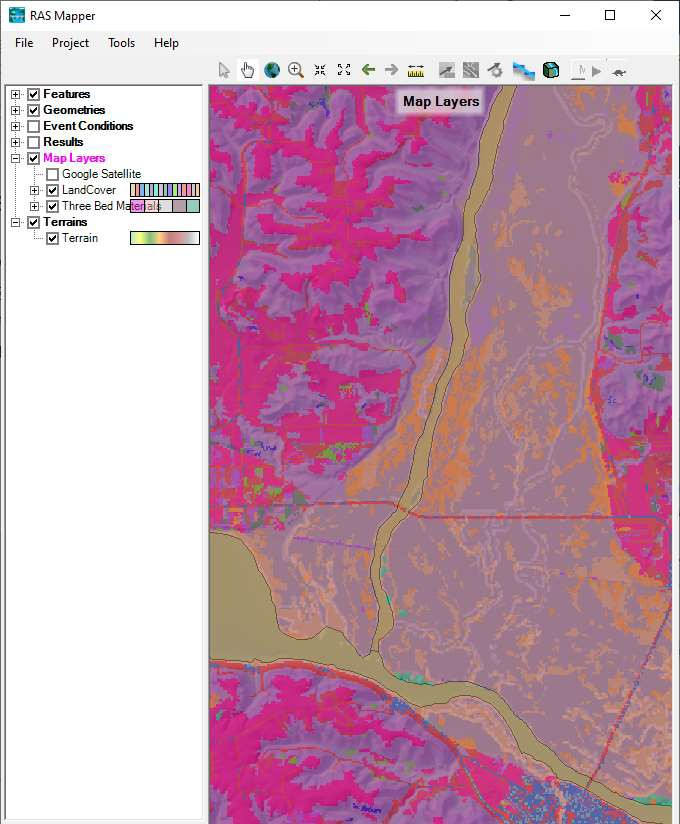 RAS Mapper
File Project Tools Help
Map Layers
Features
Geometries
Event Conditions
Results
Map Layers
Google Satellite
LandCover
Three Bed Materials
Terrains
Terrain